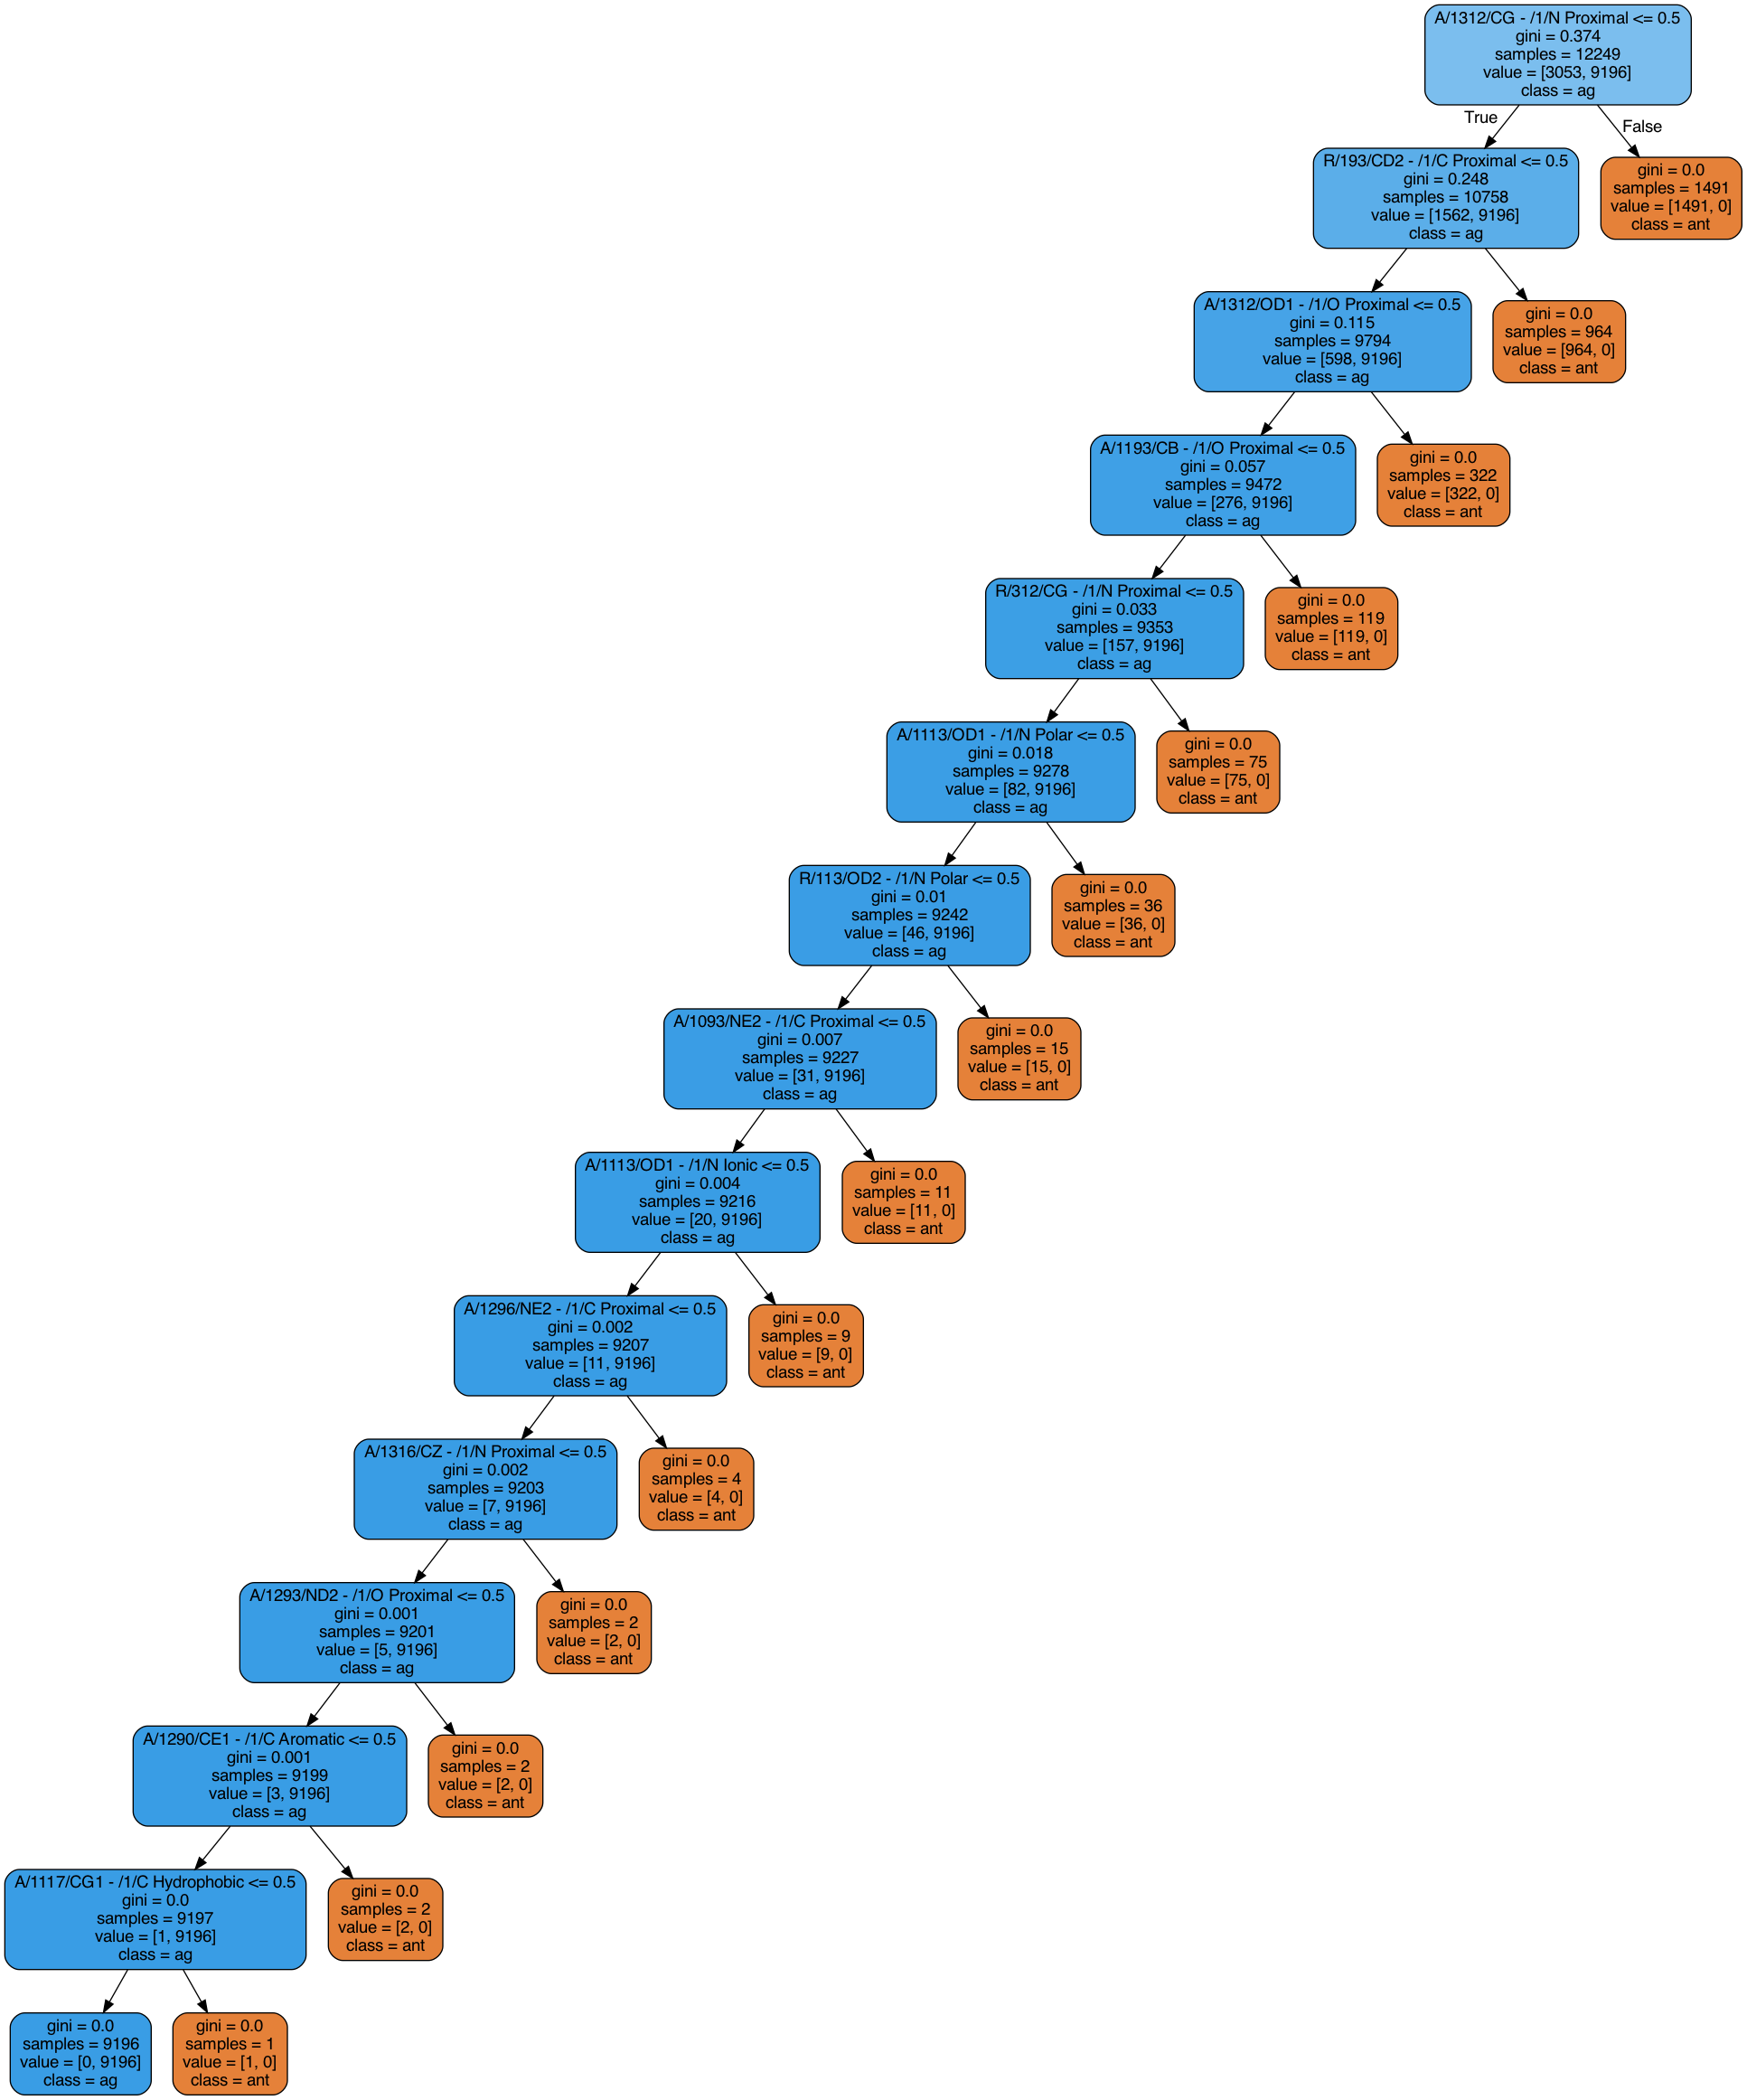 A/1312/CG - /1/N Proximal <= 0.5
gini = 0.374
samples = 12249
value = [3053, 9196]
class = ag
True
False
R/193/CD2 - /1/C Proximal <= 0.5
gini = 0.248
samples = 10758
value = [1562, 9196]
class = ag
gini = 0.0
samples = 1491
value = [1491, 0]
class = ant
A/1312/OD1 - /1/O Proximal <= 0.5
gini = 0.115
samples = 9794
value = [598, 9196]
class = ag
gini = 0.0
samples = 964
value = [964, 0]
class = ant
A/1193/CB - /1/O Proximal <= 0.5
gini = 0.057
samples = 9472
value = [276, 9196]
class = ag
gini = 0.0
samples = 322
value = [322, 0]
class = ant
R/312/CG - /1/N Proximal <= 0.5
gini = 0.033
samples = 9353
value = [157, 9196]
class = ag
gini = 0.0
samples = 119
value = [119, 0]
class = ant
A/1113/OD1 - /1/N Polar <= 0.5
gini = 0.018
samples = 9278
value = [82, 9196]
class = ag
gini = 0.0
samples = 75
value = [75, 0]
class = ant
R/113/OD2 - /1/N Polar <= 0.5
gini = 0.01
samples = 9242
value = [46, 9196]
class = ag
gini = 0.0
samples = 36
value = [36, 0]
class = ant
A/1093/NE2 - /1/C Proximal <= 0.5
gini = 0.007
samples = 9227
value = [31, 9196]
class = ag
gini = 0.0
samples = 15
value = [15, 0]
class = ant
A/1113/OD1 - /1/N Ionic <= 0.5
gini = 0.004
samples = 9216
value = [20, 9196]
class = ag
gini = 0.0
samples = 11
value = [11, 0]
class = ant
A/1296/NE2 - /1/C Proximal <= 0.5
gini = 0.002
samples = 9207
value = [11, 9196]
class = ag
gini = 0.0
samples = 9
value = [9, 0]
class = ant
A/1316/CZ - /1/N Proximal <= 0.5
gini = 0.002
samples = 9203
value = [7, 9196]
class = ag
gini = 0.0
samples = 4
value = [4, 0]
class = ant
A/1293/ND2 - /1/O Proximal <= 0.5
gini = 0.001
samples = 9201
value = [5, 9196]
class = ag
gini = 0.0
samples = 2
value = [2, 0]
class = ant
A/1290/CE1 - /1/C Aromatic <= 0.5
gini = 0.001
samples = 9199
value = [3, 9196]
class = ag
gini = 0.0
samples = 2
value = [2, 0]
class = ant
A/1117/CG1 - /1/C Hydrophobic <= 0.5
gini = 0.0
samples = 9197
value = [1, 9196]
class = ag
gini = 0.0
samples = 2
value = [2, 0]
class = ant
gini = 0.0
samples = 9196
value = [0, 9196]
class = ag
gini = 0.0
samples = 1
value = [1, 0]
class = ant